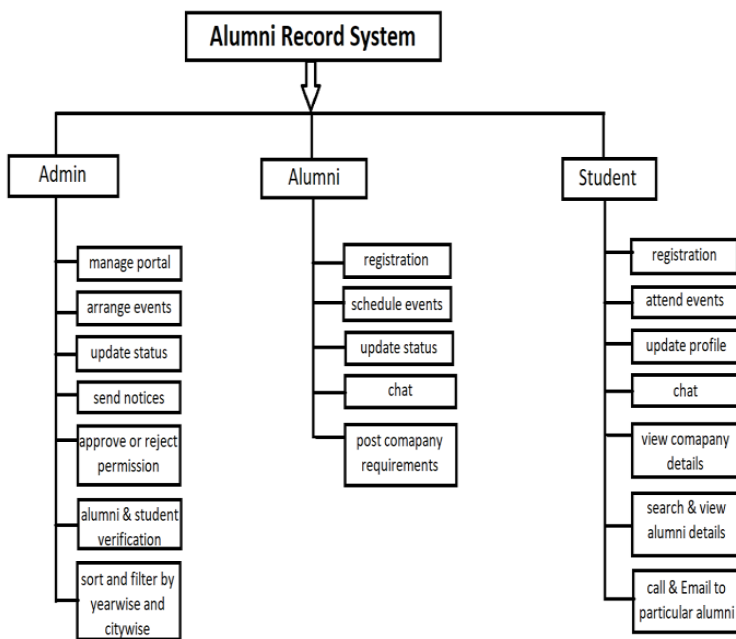 Alumni Record System
Admin
manage portal
arrange events
update status
send notices
approve or reject
permission
alumni & student
verification
sort and filter by
yearwise and
citywise
Alumni
registration
schedule events
update status
chat
post comapany
requirements
Student
registration
attend events
update profile
chat
view comapany
details
search & view
alumni details
call & Email to
particular alumni